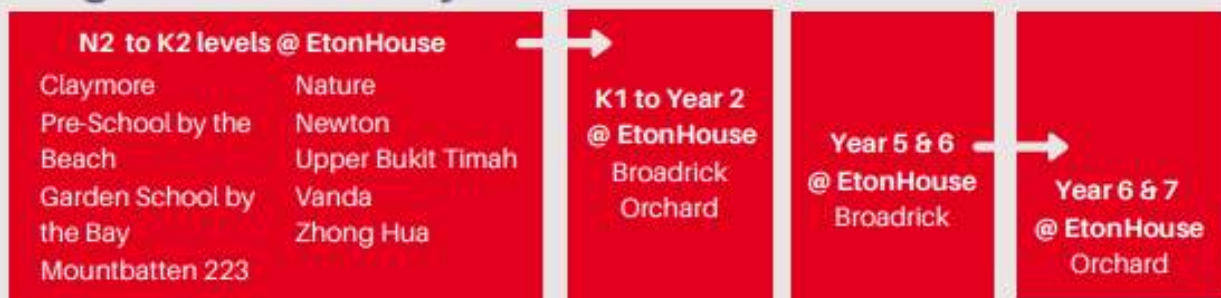 N2 to K2 levels @ EtonHouse
Claymore
Pre-School by the
Beach
Garden School by
the Bay
Mountbatten 223
Nature
Newton
Upper Bukit Timah
Vanda
Zhong Hua
K1 to Year 2
@ EtonHouse
Broadrick
Orchard
Year 5 & 6
@ EtonHouse
Broadrick
Year 6 & 7
@ EtonHouse
Orchard